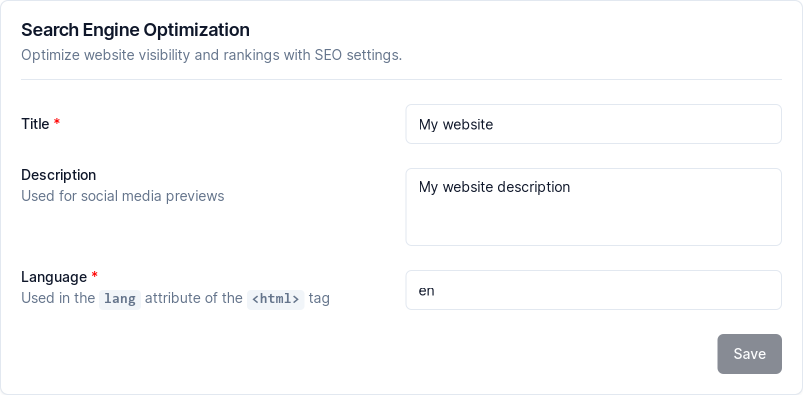 Search Engine Optimization
Optimize website visibility and rankings with SEO settings.
Title *
My website
Description
Used for social media previews
My website description
Language *
Used in the lang attribute of the <html> tag
en
Save